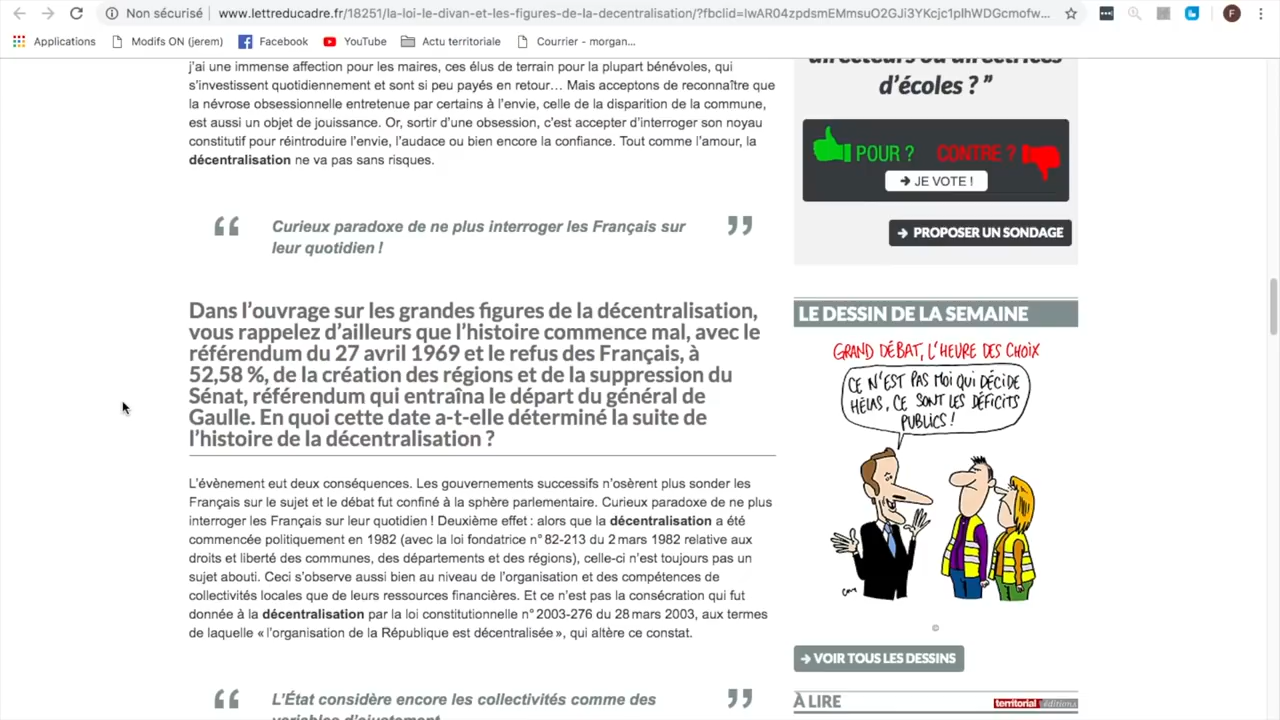 Non sécurisé
www.lettreducadre.fr/18251/la-loi-le-divan-et-les-figures-de-la-decentralisation/?fbclid=IwAR04zpdsmEMmsuO2GJi3YKcjc1plhWDGcmofw...
F
Applications
Modifs ON (jerem)
Facebook
YouTube
Actu territoriale
Courrier - morgan...
j'ai une immense affection pour les maires, ces élus de terrain pour la plupart bénévoles, qui
s'investissent quotidiennement et sont si peu payés en retour… Mais acceptons de reconnaître que
la névrose obsessionnelle entretenue par certains à l'envie, celle de la disparition de la commune,
est aussi un objet de jouissance. Or, sortir d'une obsession, c'est accepter d'interroger son noyau
constitutif pour réintroduire l'envie, l'audace ou bien encore la confiance. Tout comme l'amour, la
décentralisation ne va pas sans risques.
“ Curieux paradoxe de ne plus interroger les Français sur ”
leur quotidien !
Dans l'ouvrage sur les grandes figures de la décentralisation,
vous rappelez d'ailleurs que l'histoire commence mal, avec le
référendum du 27 avril 1969 et le refus des Français, à
52,58 %, de la création des régions et de la suppression du
Sénat, référendum qui entraîna le départ du général de
Gaulle. En quoi cette date a-t-elle déterminé la suite de
l'histoire de la décentralisation ?
L'évènement eut deux conséquences. Les gouvernements successifs n'osèrent plus sonder les
Français sur le sujet et le débat fut confiné à la sphère parlementaire. Curieux paradoxe de ne plus
interroger les Français sur leur quotidien ! Deuxième effet : alors que la décentralisation a été
commencée politiquement en 1982 (avec la loi fondatrice n° 82-213 du 2 mars 1982 relative aux
droits et liberté des communes, des départements et des régions), celle-ci n'est toujours pas un
sujet abouti. Ceci s'observe aussi bien au niveau de l'organisation et des compétences de
collectivités locales que de leurs ressources financières. Et ce n'est pas la consécration qui fut
donnée à la décentralisation par la loi constitutionnelle n° 2003-276 du 28 mars 2003, aux termes
de laquelle « l'organisation de la République est décentralisée », qui altère ce constat.
“ L'État considère encore les collectivités comme des ”
variables d'ajustement
directeurs ou directrices
d'écoles ? ”
POUR ? CONTRE ?
→ JE VOTE !
→ PROPOSER UN SONDAGE
LE DESSIN DE LA SEMAINE
GRAND DÉBAT, L'HEURE DES CHOIX
CE N'EST PAS MOI QUI DÉCIDE
HÉLAS, CE SONT LES DÉFICITS
PUBLICS !
©
→ VOIR TOUS LES DESSINS
À LIRE
territorial éditions